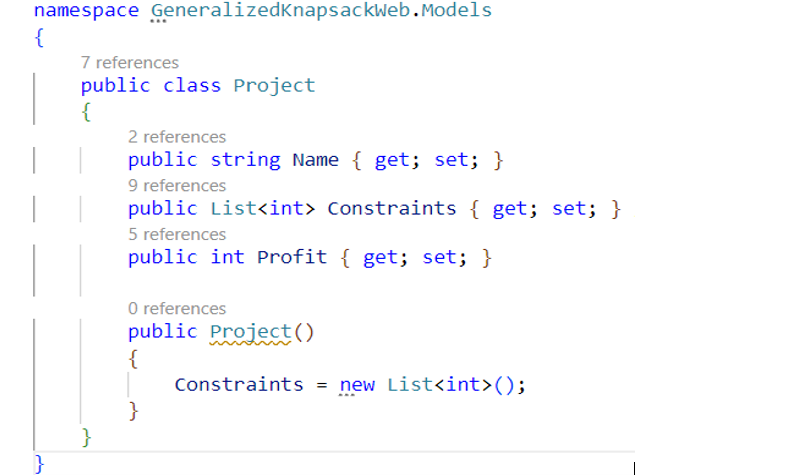 namespace GeneralizedKnapsackWeb.Models
{
7 references
public class Project
{
2 references
public string Name { get; set; }
9 references
public List<int> Constraints { get; set; }
5 references
public int Profit { get; set; }
0 references
public Project()
{
Constraints = new List<int>();
}
}
}